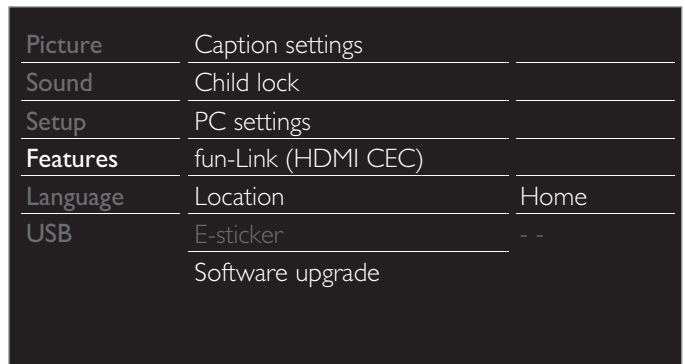 Picture Caption settings
Sound Child lock
Setup PC settings
Features fun-Link (HDMI CEC)
Language Location Home
USB E-sticker - -
Software upgrade